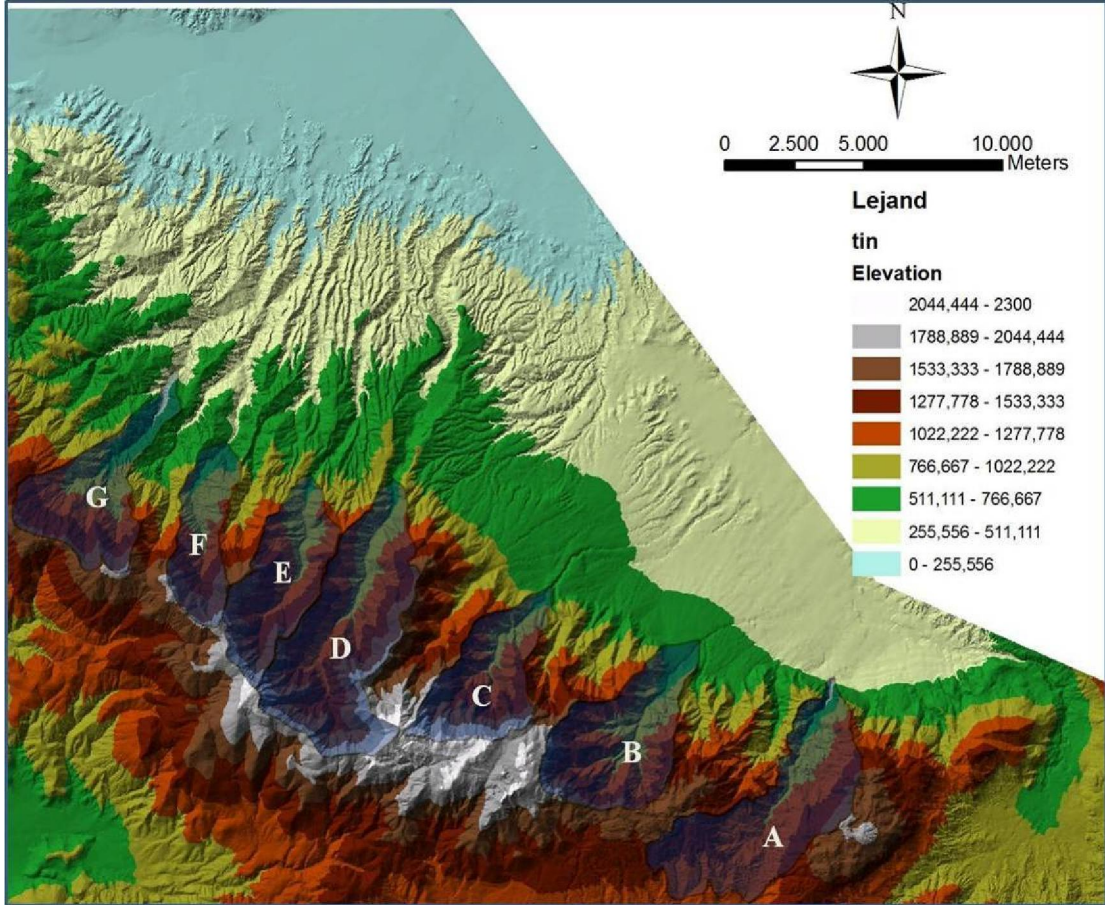 N
0 2.500 5.000 10.000
Meters
Lejand
tin
Elevation
2044,444 - 2300
1788,889 - 2044,444
1533,333 - 1788,889
1277,778 - 1533,333
1022,222 - 1277,778
766,667 - 1022,222
511,111 - 766,667
255,556 - 511,111
0 - 255,556
G
F
E
D
C
B
A